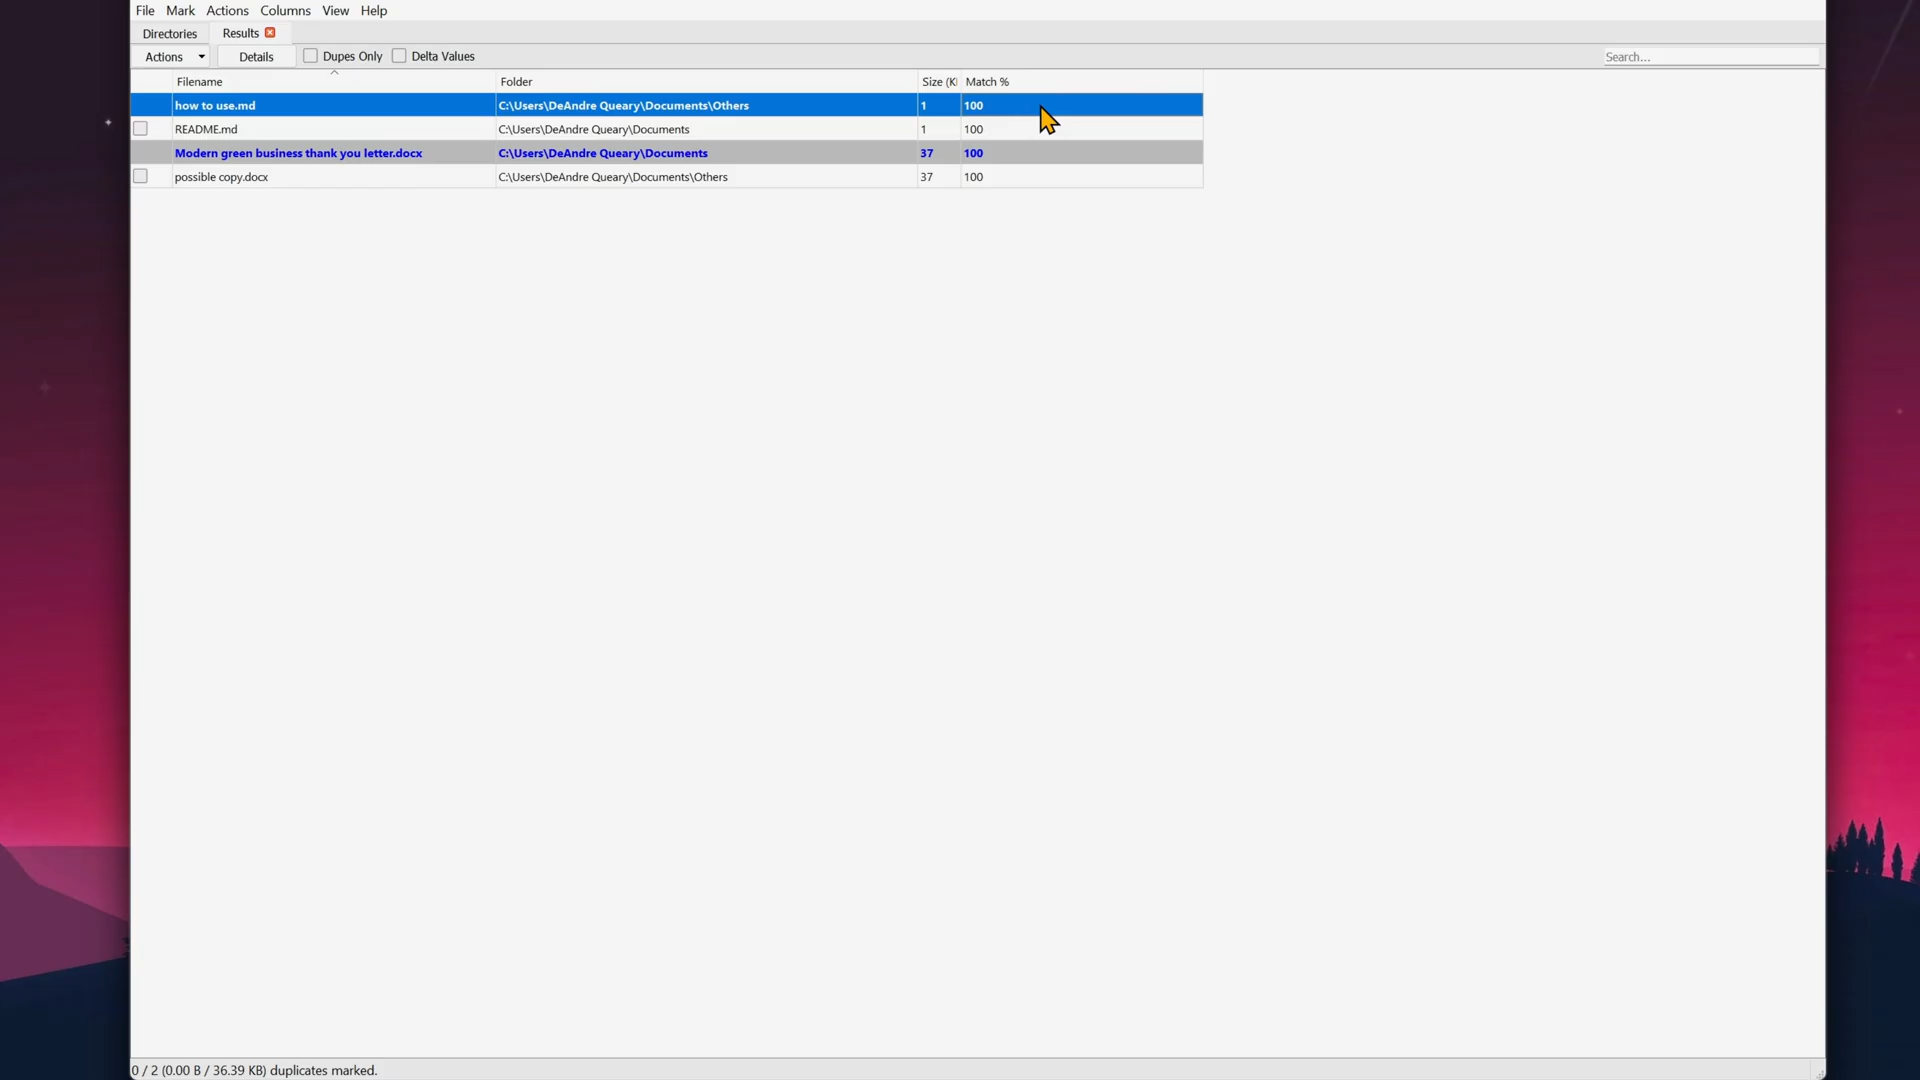 File Mark Actions Columns View Help
Directories Results
Actions Details Dupes Only Delta Values Search...
Filename Folder Size (K Match %
how to use.md C:\Users\DeAndre Queary\Documents\Others 1 100
README.md C:\Users\DeAndre Queary\Documents 1 100
Modern green business thank you letter.docx C:\Users\DeAndre Queary\Documents 37 100
possible copy.docx C:\Users\DeAndre Queary\Documents\Others 37 100
0 / 2 (0.00 B / 36.39 KB) duplicates marked.